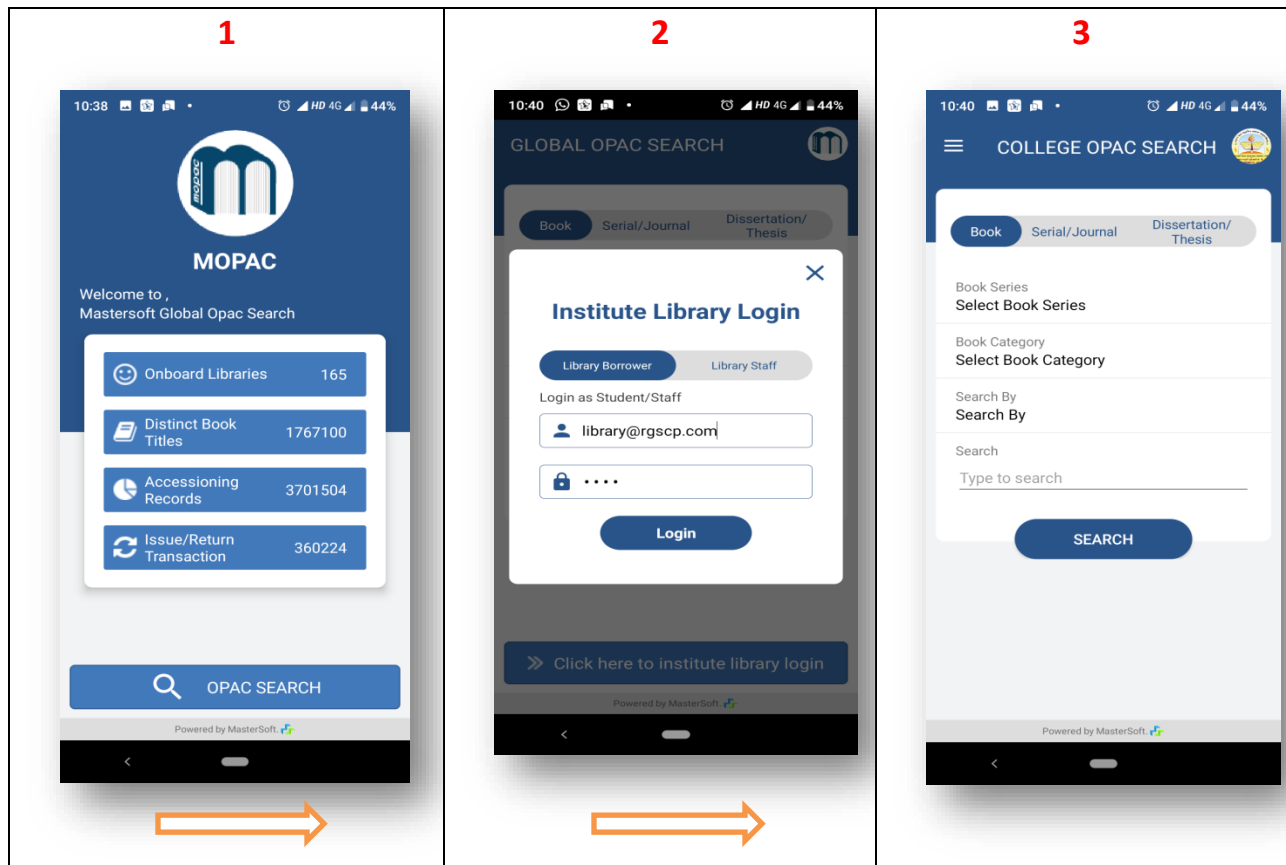 1
10:38 HD 4G 44%
mopac
MOPAC
Welcome to ,
Mastersoft Global Opac Search
Onboard Libraries 165
Distinct Book
Titles 1767100
Accessioning
Records 3701504
Issue/Return
Transaction 360224
OPAC SEARCH
Powered by MasterSoft.
2
10:40 HD 4G 44%
GLOBAL OPAC SEARCH
Book Serial/Journal Dissertation/
Thesis
Institute Library Login
Library Borrower Library Staff
Login as Student/Staff
library@rgscp.com
Login
Click here to institute library login
Powered by MasterSoft.
3
10:40 HD 4G 44%
COLLEGE OPAC SEARCH
Book Serial/Journal Dissertation/
Thesis
Book Series
Select Book Series
Book Category
Select Book Category
Search By
Search By
Search
Type to search
SEARCH
Powered by MasterSoft.